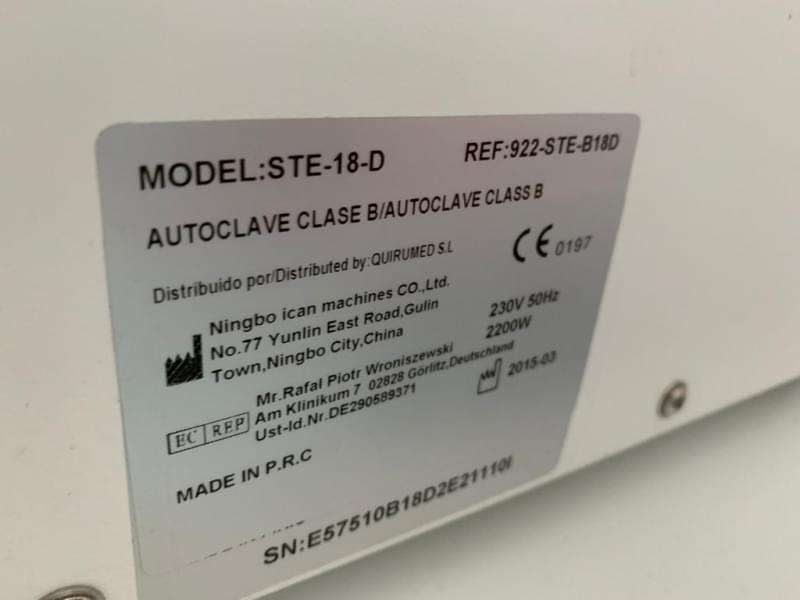 MODEL:STE-18-D REF:922-STE-B18D
AUTOCLAVE CLASE B/AUTOCLAVE CLASS B
Distribuido por/Distributed by:QUIRUMED S.L
CE 0197
Ningbo ican machines CO.,Ltd.
No.77 Yunlin East Road,Gulin
Town,Ningbo City,China
230V 50Hz
2200W
EC REP
Mr.Rafal Piotr Wroniszewski
Am Klinikum 7 02828 Görlitz,Deutschland
Ust-Id.Nr.DE290589371
2015-03
MADE IN P.R.C
SN:E57510B18D2E21110I